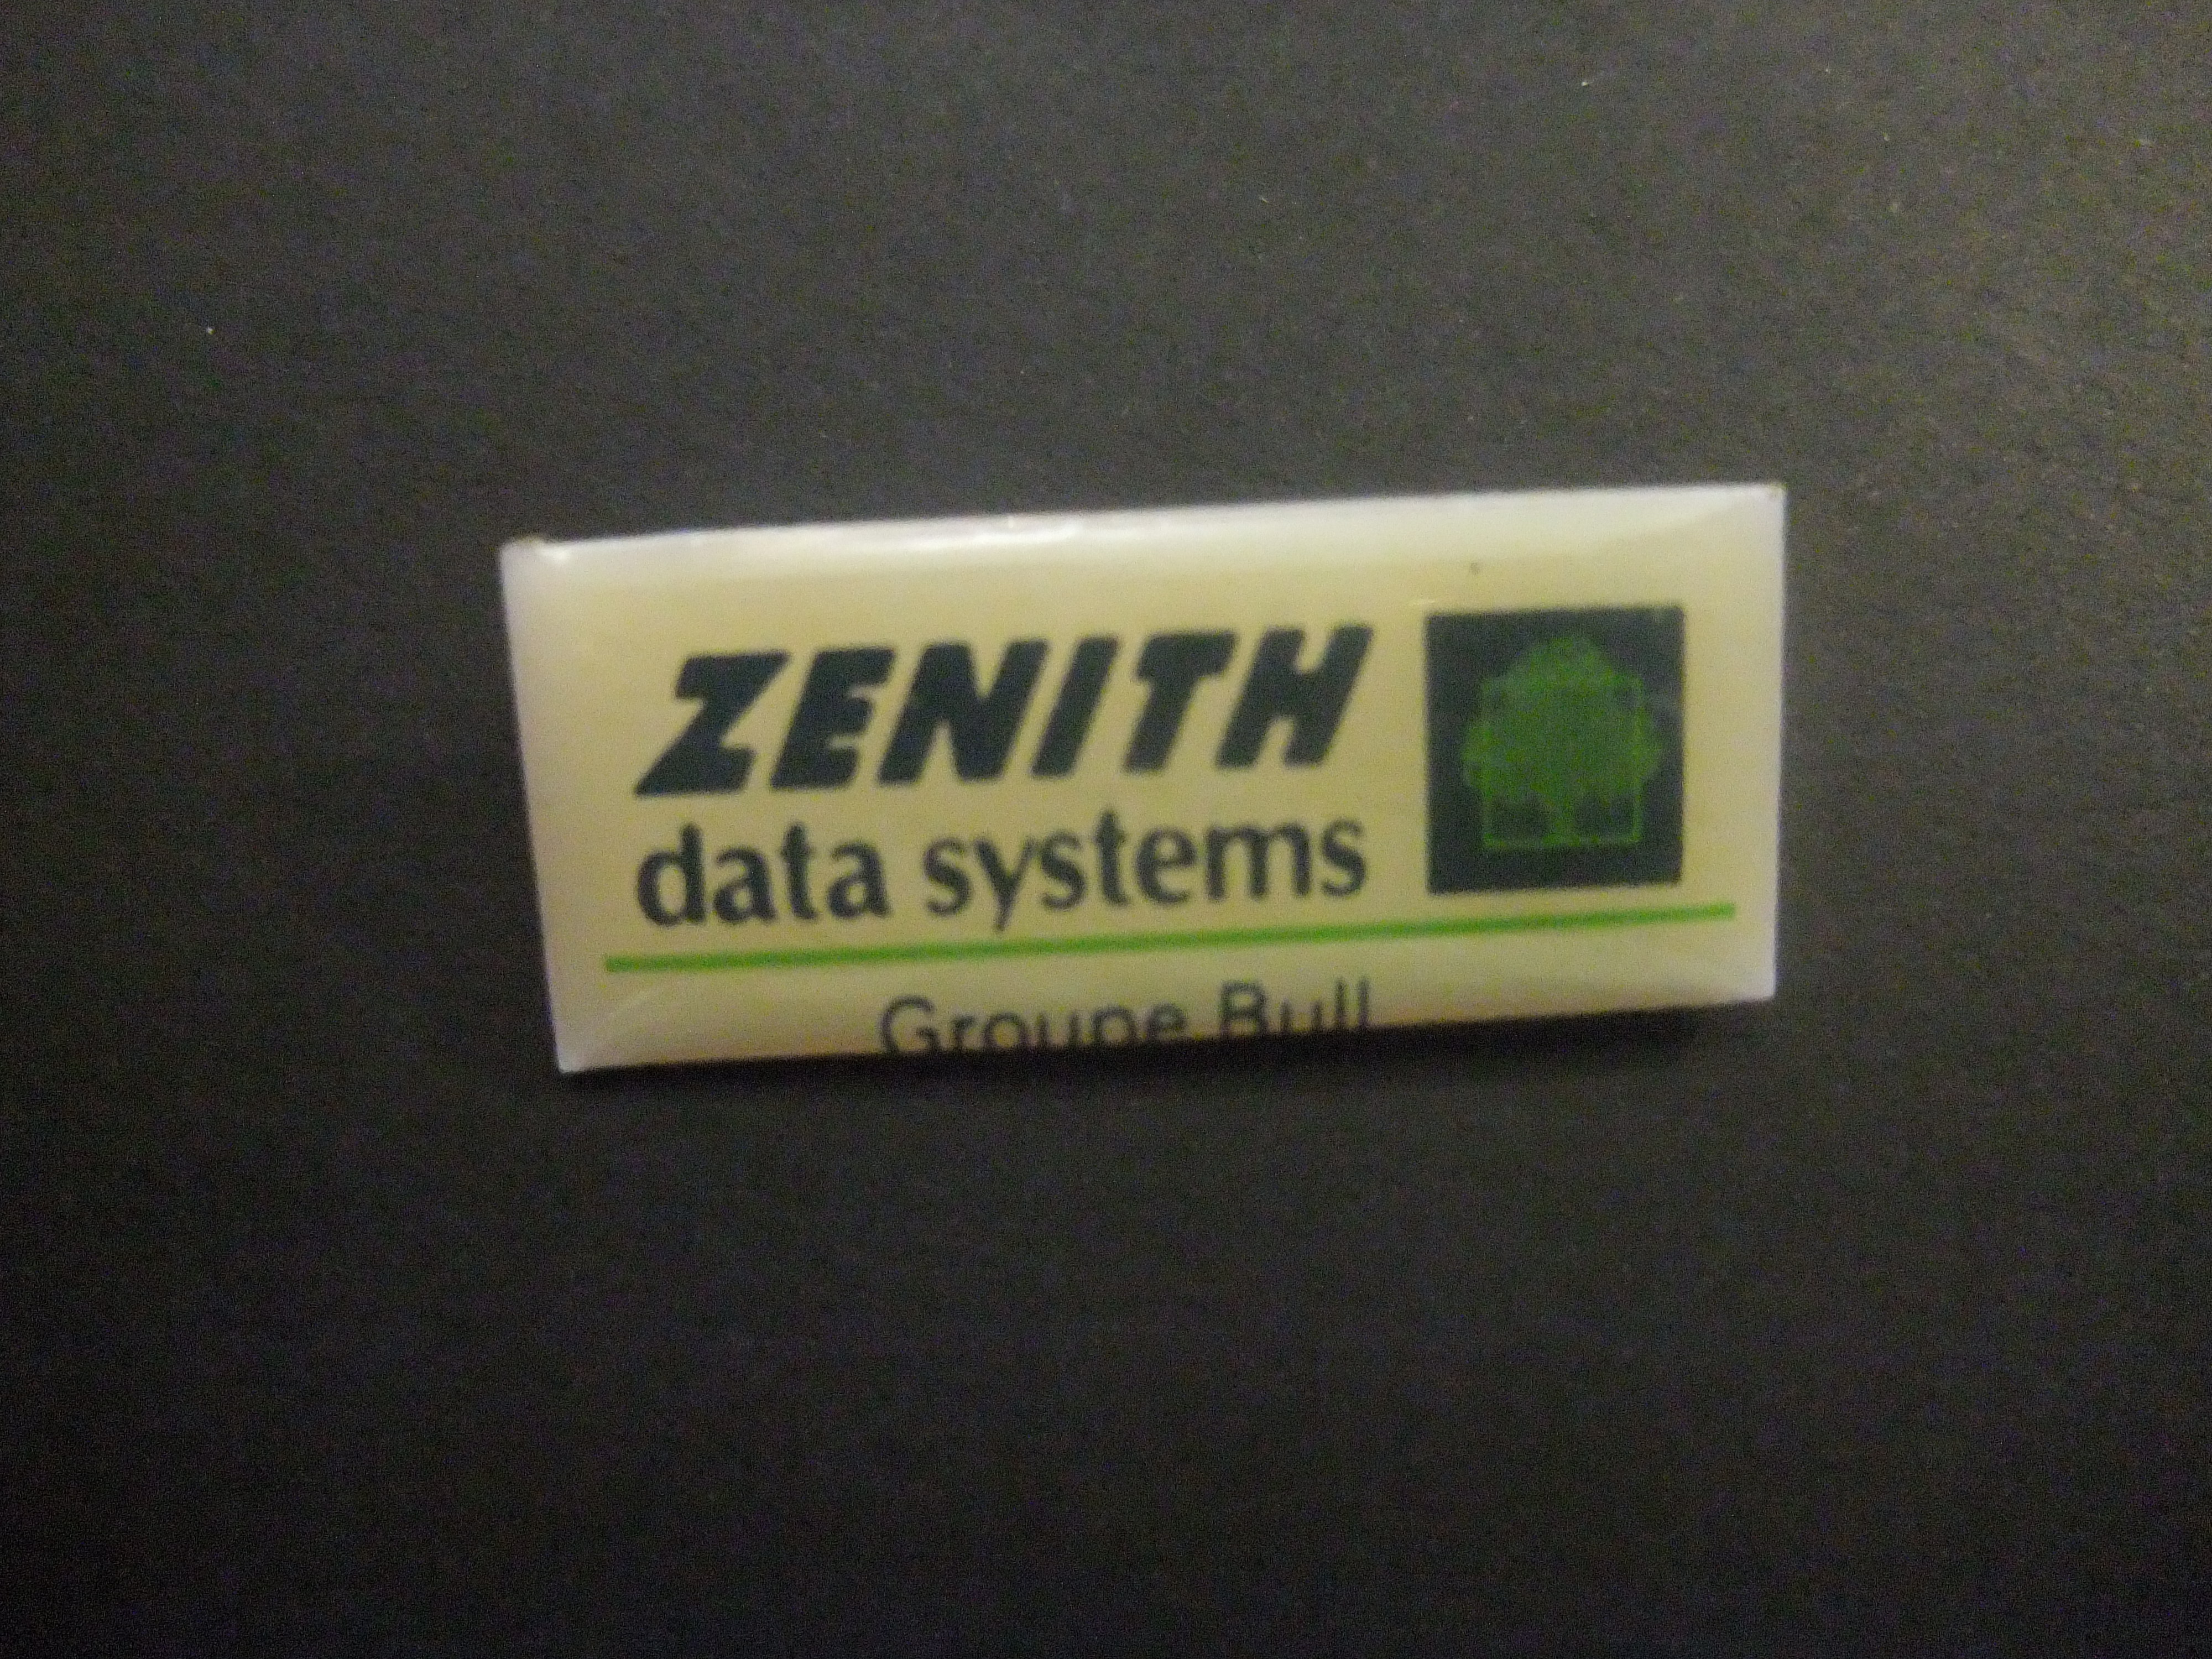 ZENITH
data systems
Groupe Bull